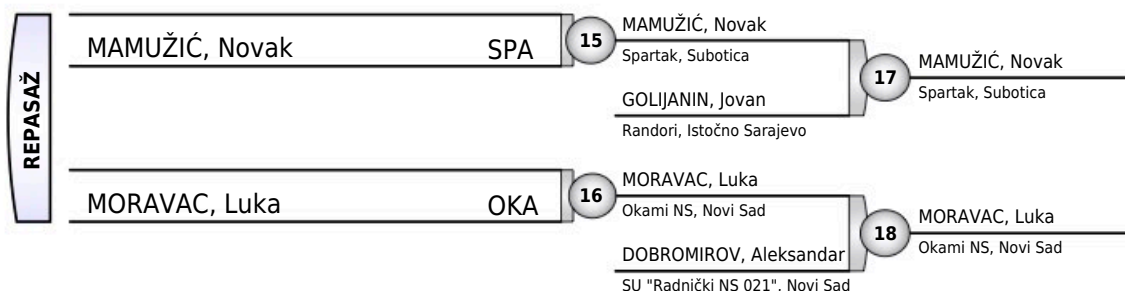 REPASAŽ
MAMUŽIĆ, Novak SPA
15
MAMUŽIĆ, Novak
Spartak, Subotica
GOLIJANIN, Jovan
Randori, Istočno Sarajevo
17
MAMUŽIĆ, Novak
Spartak, Subotica
MORAVAC, Luka OKA
16
MORAVAC, Luka
Okami NS, Novi Sad
DOBROMIROV, Aleksandar
SU "Radnički NS 021", Novi Sad
18
MORAVAC, Luka
Okami NS, Novi Sad